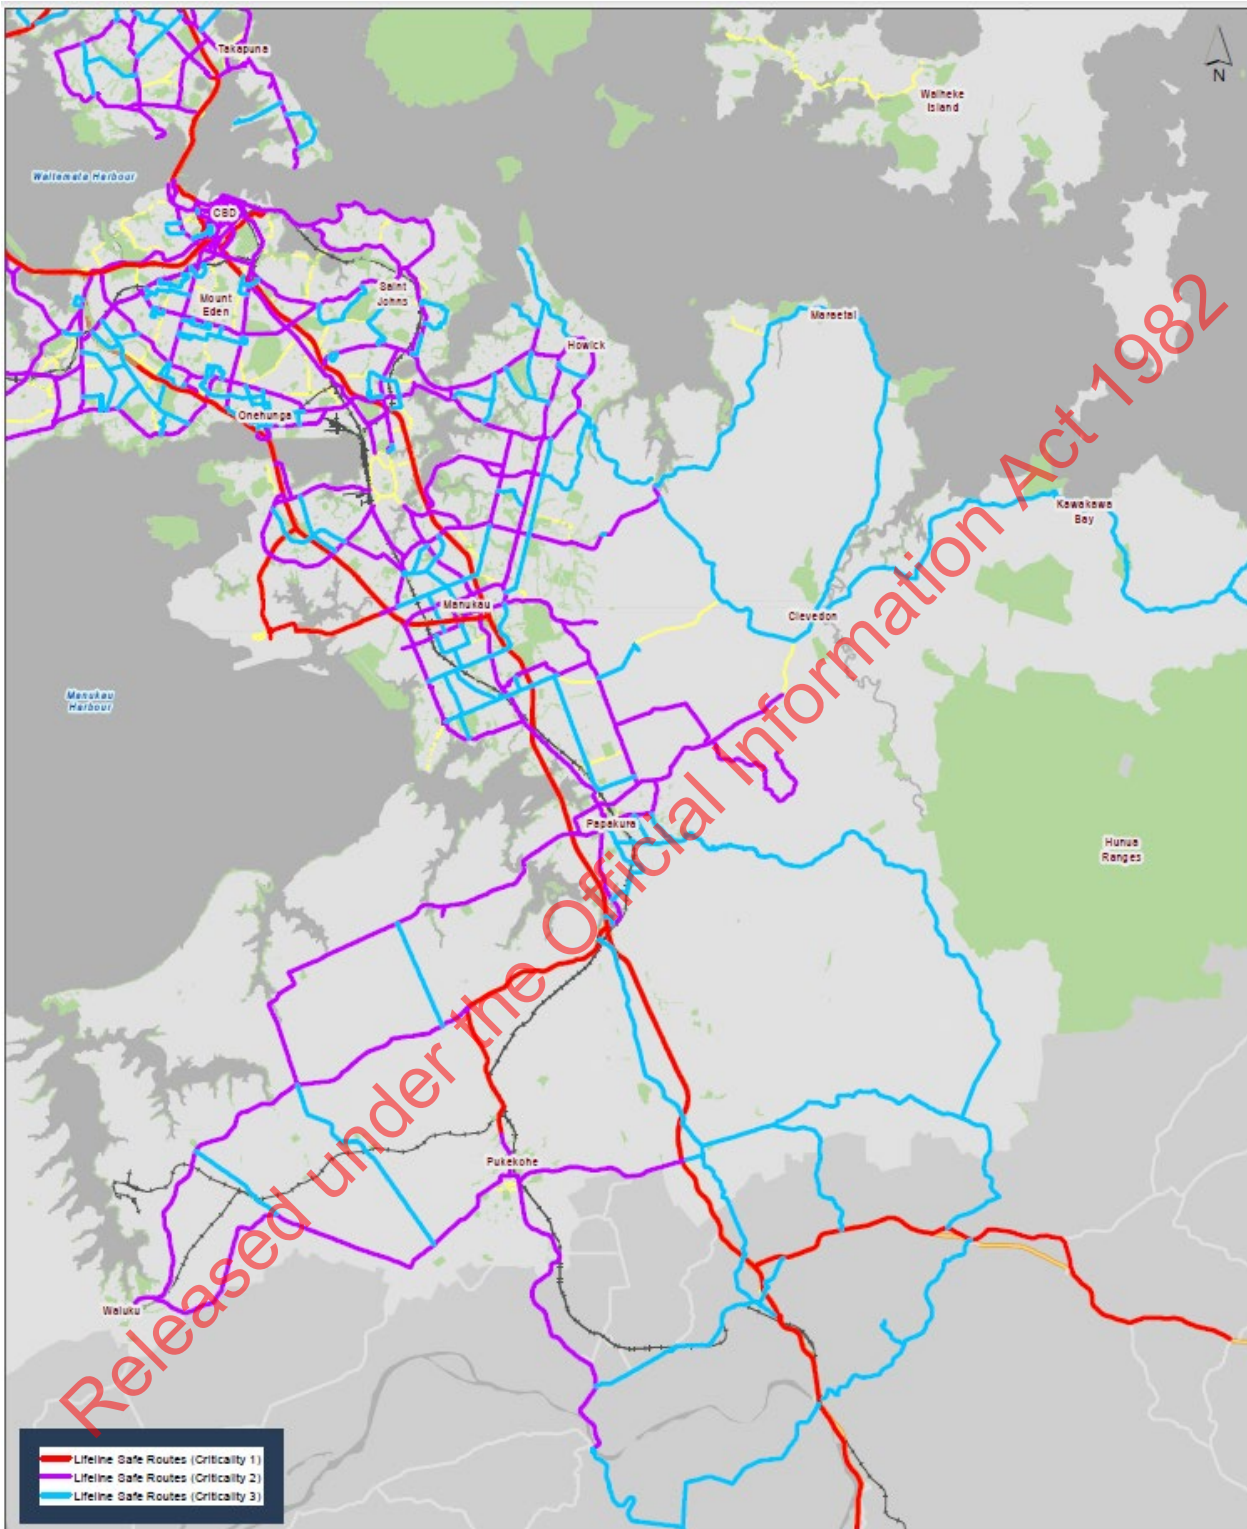 Takapuna
N
Waiheke
Island
Waitemata Harbour
CBD
Saint
Johns
Mount
Eden
Maraetai
Howick
Onehunga
Kawakawa
Bay
Manukau
Clevedon
Manukau
Harbour
Papakura
Hunua
Ranges
Pukekohe
Waiuku
Released under the Official Information Act 1982
Lifeline Safe Routes (Criticality 1)
Lifeline Safe Routes (Criticality 2)
Lifeline Safe Routes (Criticality 3)